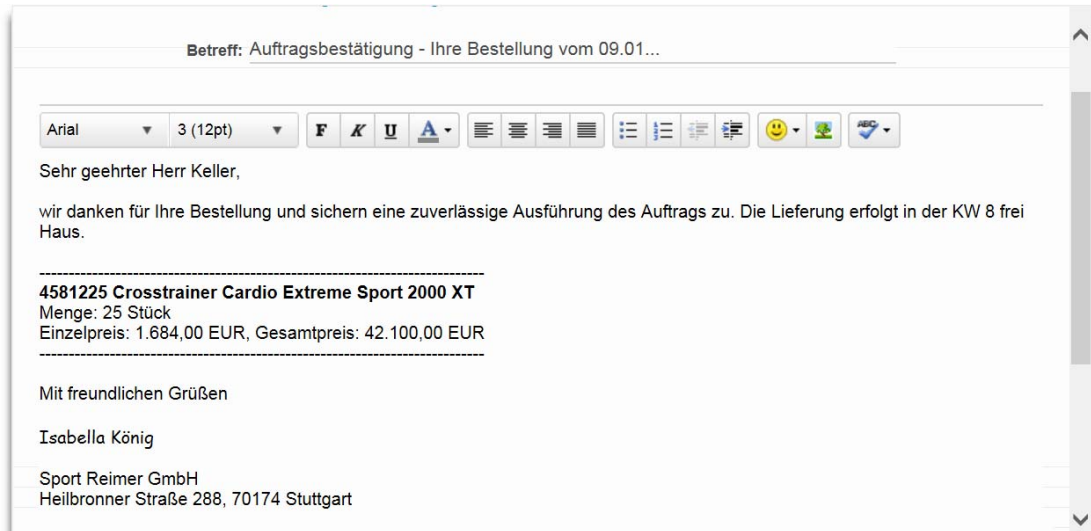 Betreff: Auftragsbestätigung - Ihre Bestellung vom 09.01...
Arial 3 (12pt) F K U A ABC
Sehr geehrter Herr Keller,
wir danken für Ihre Bestellung und sichern eine zuverlässige Ausführung des Auftrags zu. Die Lieferung erfolgt in der KW 8 frei
Haus.
--------------------------------------------------------------------------
4581225 Crosstrainer Cardio Extreme Sport 2000 XT
Menge: 25 Stück
Einzelpreis: 1.684,00 EUR, Gesamtpreis: 42.100,00 EUR
--------------------------------------------------------------------------
Mit freundlichen Grüßen
Isabella König
Sport Reimer GmbH
Heilbronner Straße 288, 70174 Stuttgart